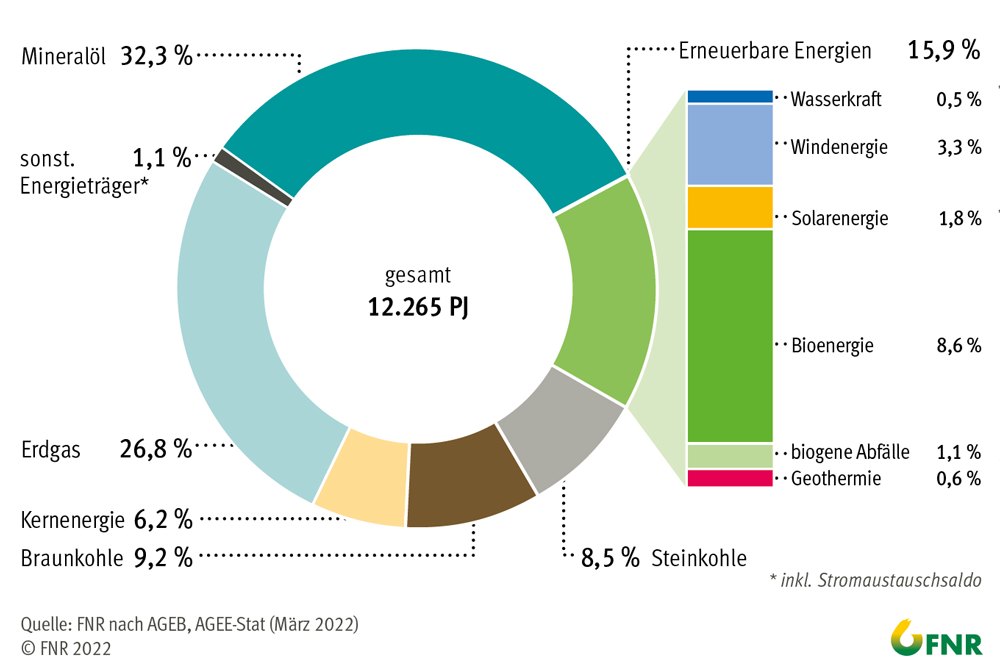 Mineralöl 32,3 %
Erneuerbare Energien 15,9 %
Wasserkraft 0,5 %
Windenergie 3,3 %
sonst. 1,1 %
Energieträger*
Solarenergie 1,8 %
gesamt
12.265 PJ
Bioenergie 8,6 %
Erdgas 26,8 %
biogene Abfälle 1,1 %
Geothermie 0,6 %
Kernenergie 6,2 %
Braunkohle 9,2 %
8,5 % Steinkohle
* inkl. Stromaustauschsaldo
Quelle: FNR nach AGEB, AGEE-Stat (März 2022)
© FNR 2022
FNR